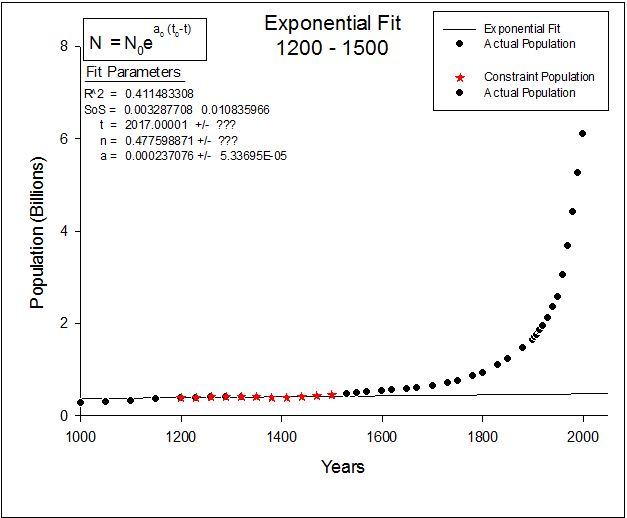 Exponential Fit
1200 - 1500
N = N₀e^a₀ (t₀-t)
Fit Parameters
R^2 = 0.411483308
SoS = 0.003287708 0.010835966
t = 2017.00001 +/- ???
n = 0.477598871 +/- ???
a = 0.000237076 +/- 5.33695E-05
Exponential Fit
Actual Population
Constraint Population
Actual Population
Population (Billions)
8
6
4
2
0
1000 1200 1400 1600 1800 2000
Years